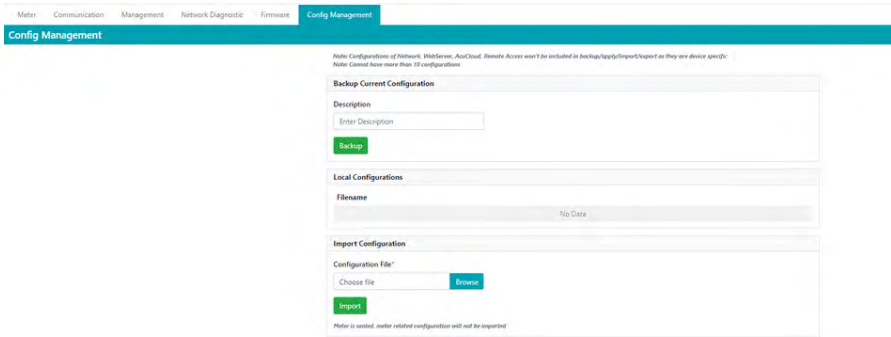 Meter Communication Management Network Diagnostic Firmware Config Management
Config Management
Note: Configurations of Network, WebServer, AcuCloud, Remote Access won't be included in backup/apply/import/export as they are device specific
Note: Cannot have more than 10 configurations
Backup Current Configuration
Description
Enter Description
Backup
Local Configurations
Filename
No Data
Import Configuration
Configuration File*
Choose file Browse
Import
Meter is sealed, meter related configuration will not be imported